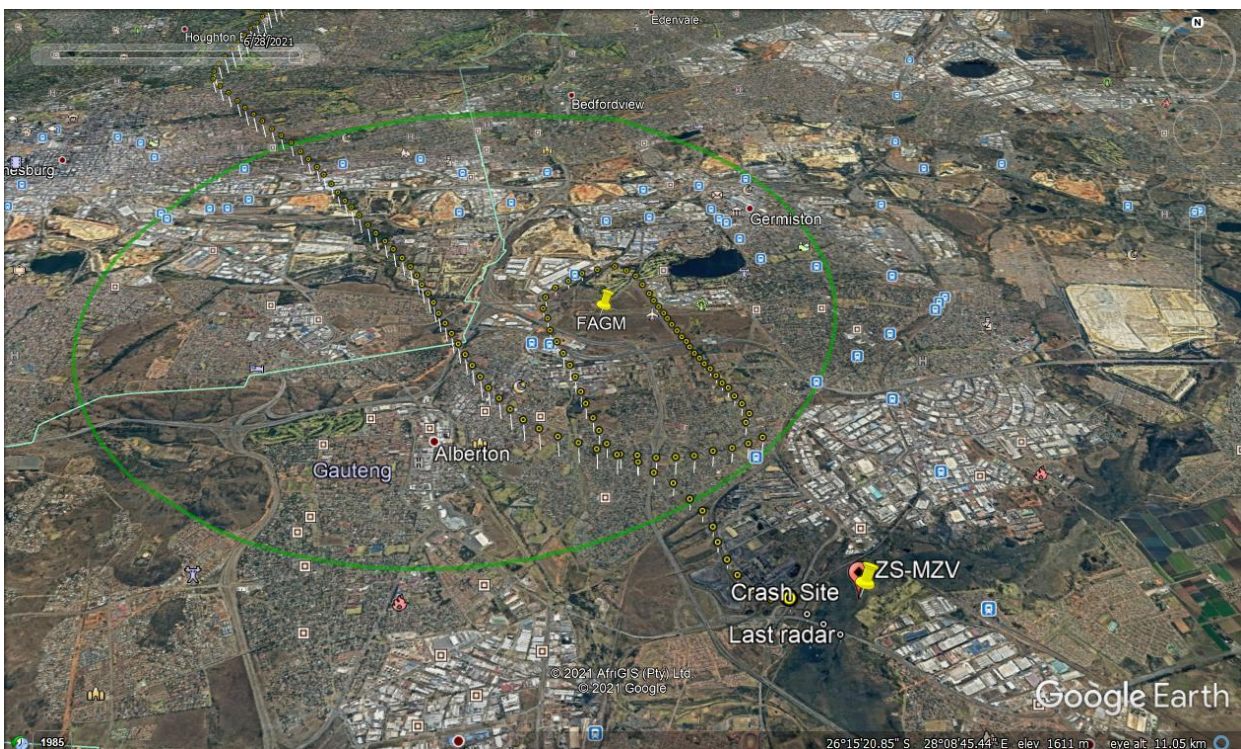 Edenvale
Houghton E
6/28/2021
N
Bedfordview
nesburg
Germiston
FAGM
Alberton
Gauteng
ZS-MZV
Crash Site
Last radar
© 2021 AfriGIS (Pty) Ltd
© 2021 Google
Google Earth
1985
26°15'20.85" S 28°08'45.44" E elev 1611 m eye alt 11.05 km